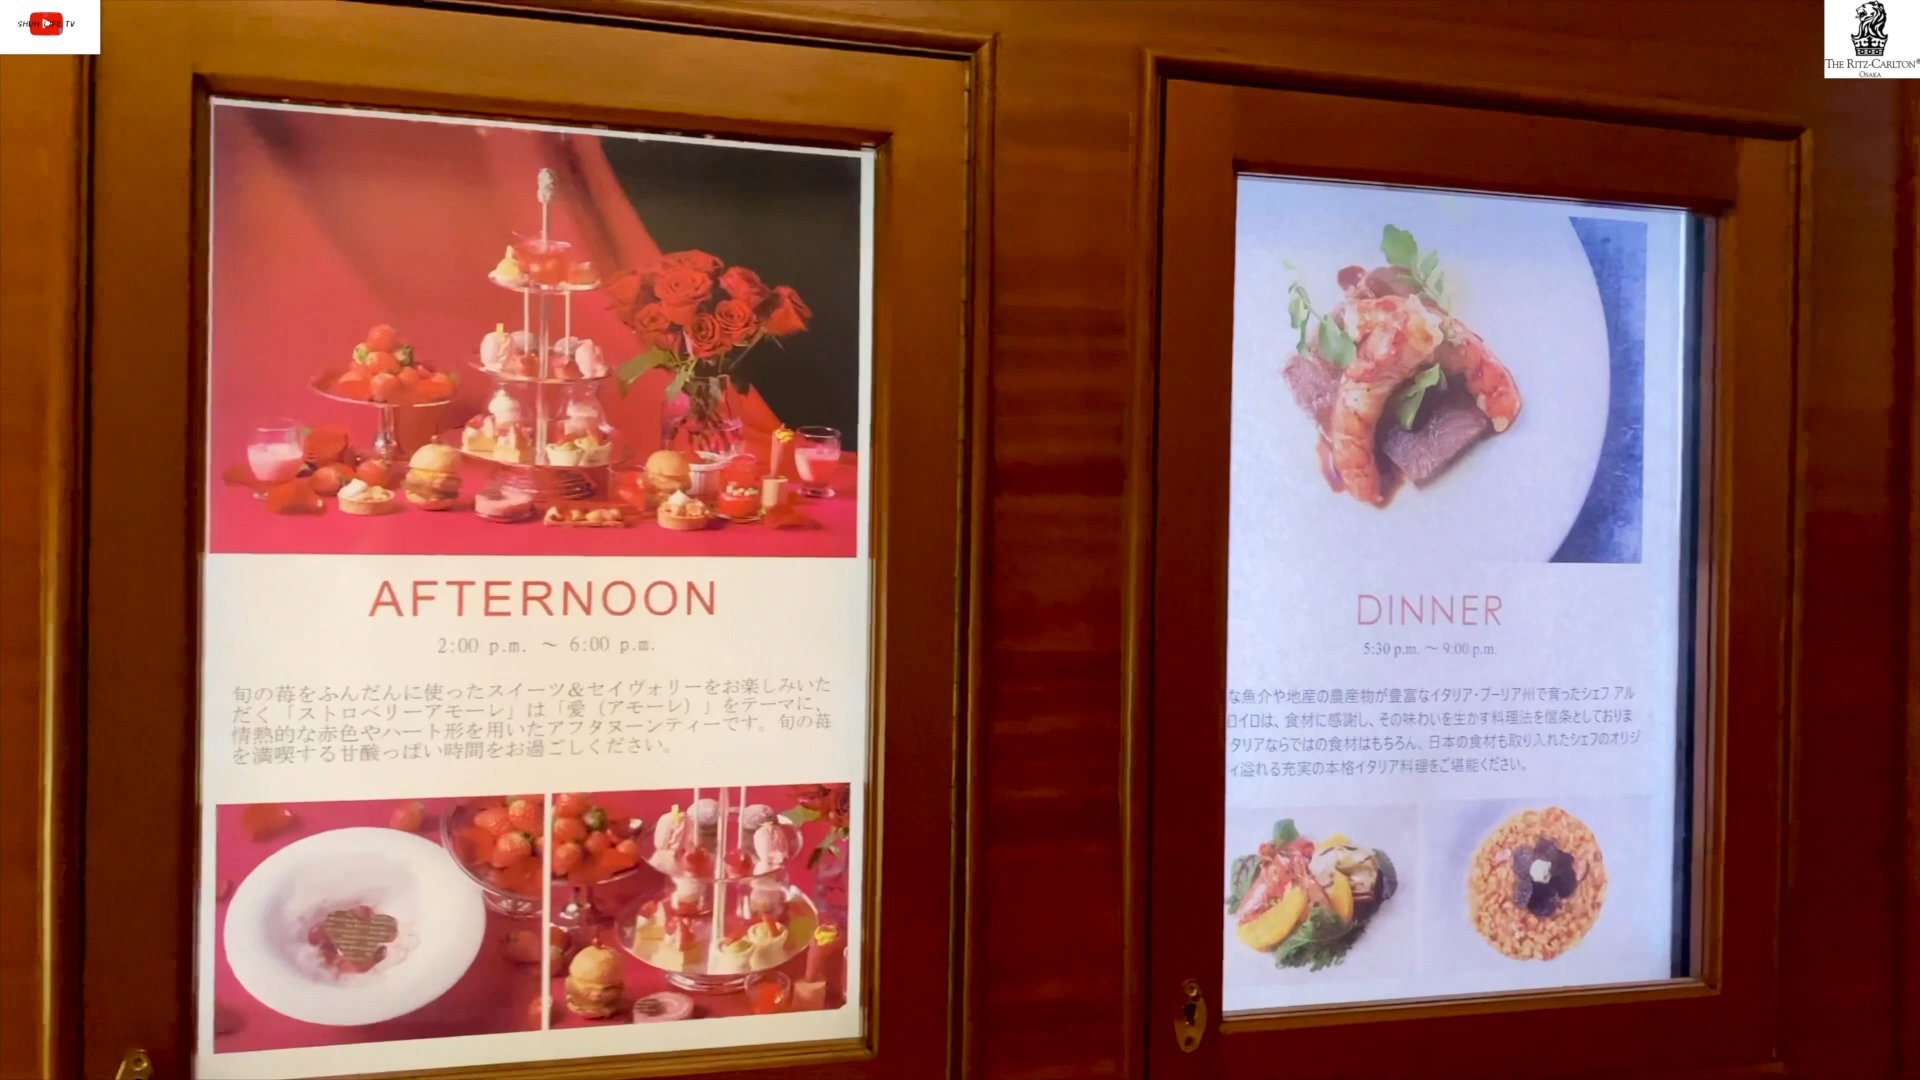 SHUN LIFE TV
THE RITZ-CARLTON®
OSAKA
AFTERNOON
2:00 p.m. ～ 6:00 p.m.
旬の苺をふんだんに使ったスイーツ&セイヴォリーをお楽しみいた
だく「ストロベリーアモーレ」は「愛（アモーレ）」をテーマに、
情熱的な赤色やハート形を用いたアフタヌーンティーです。旬の苺
を満喫する甘酸っぱい時間をお過ごしください。
DINNER
5:30 p.m. ～ 9:00 p.m.
な魚介や地産の農産物が豊富なイタリア・プーリア州で育ったシェフ アル
ロイロは、食材に感謝し、その味わいを生かす料理法を信条としておりま
タリアならではの食材はもちろん、日本の食材も取り入れたシェフのオリジ
ィ溢れる充実の本格イタリア料理をご堪能ください。